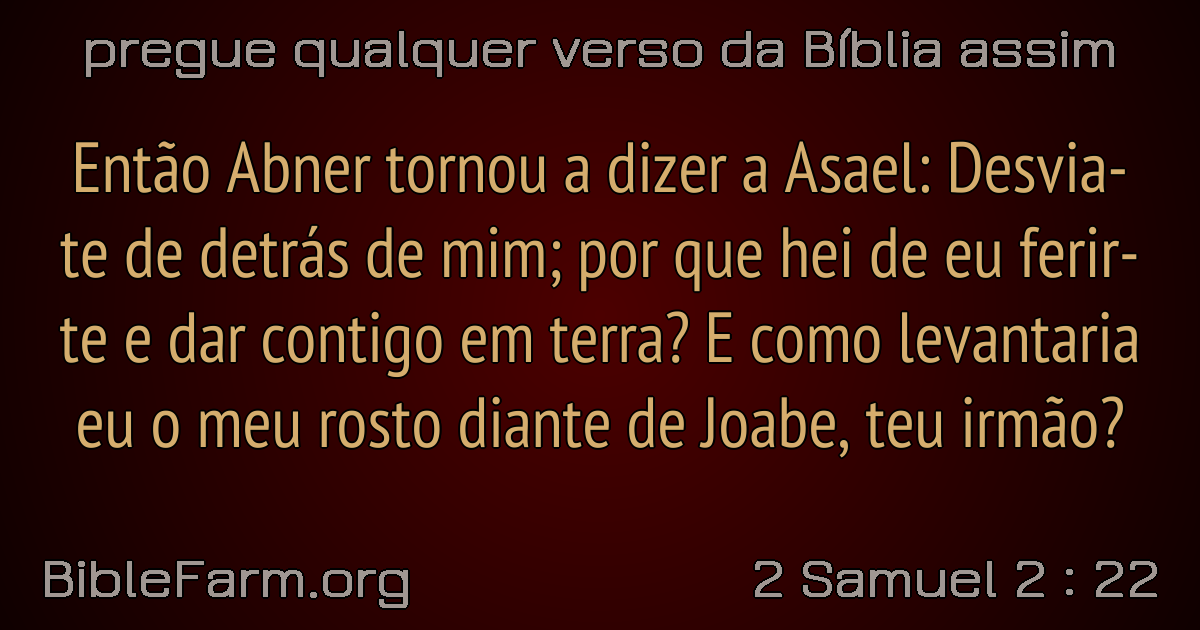 pregue qualquer verso da Bíblia assim
Então Abner tornou a dizer a Asael: Desvia-
te de detrás de mim; por que hei de eu ferir-
te e dar contigo em terra? E como levantaria
eu o meu rosto diante de Joabe, teu irmão?
BibleFarm.org
2 Samuel 2 : 22